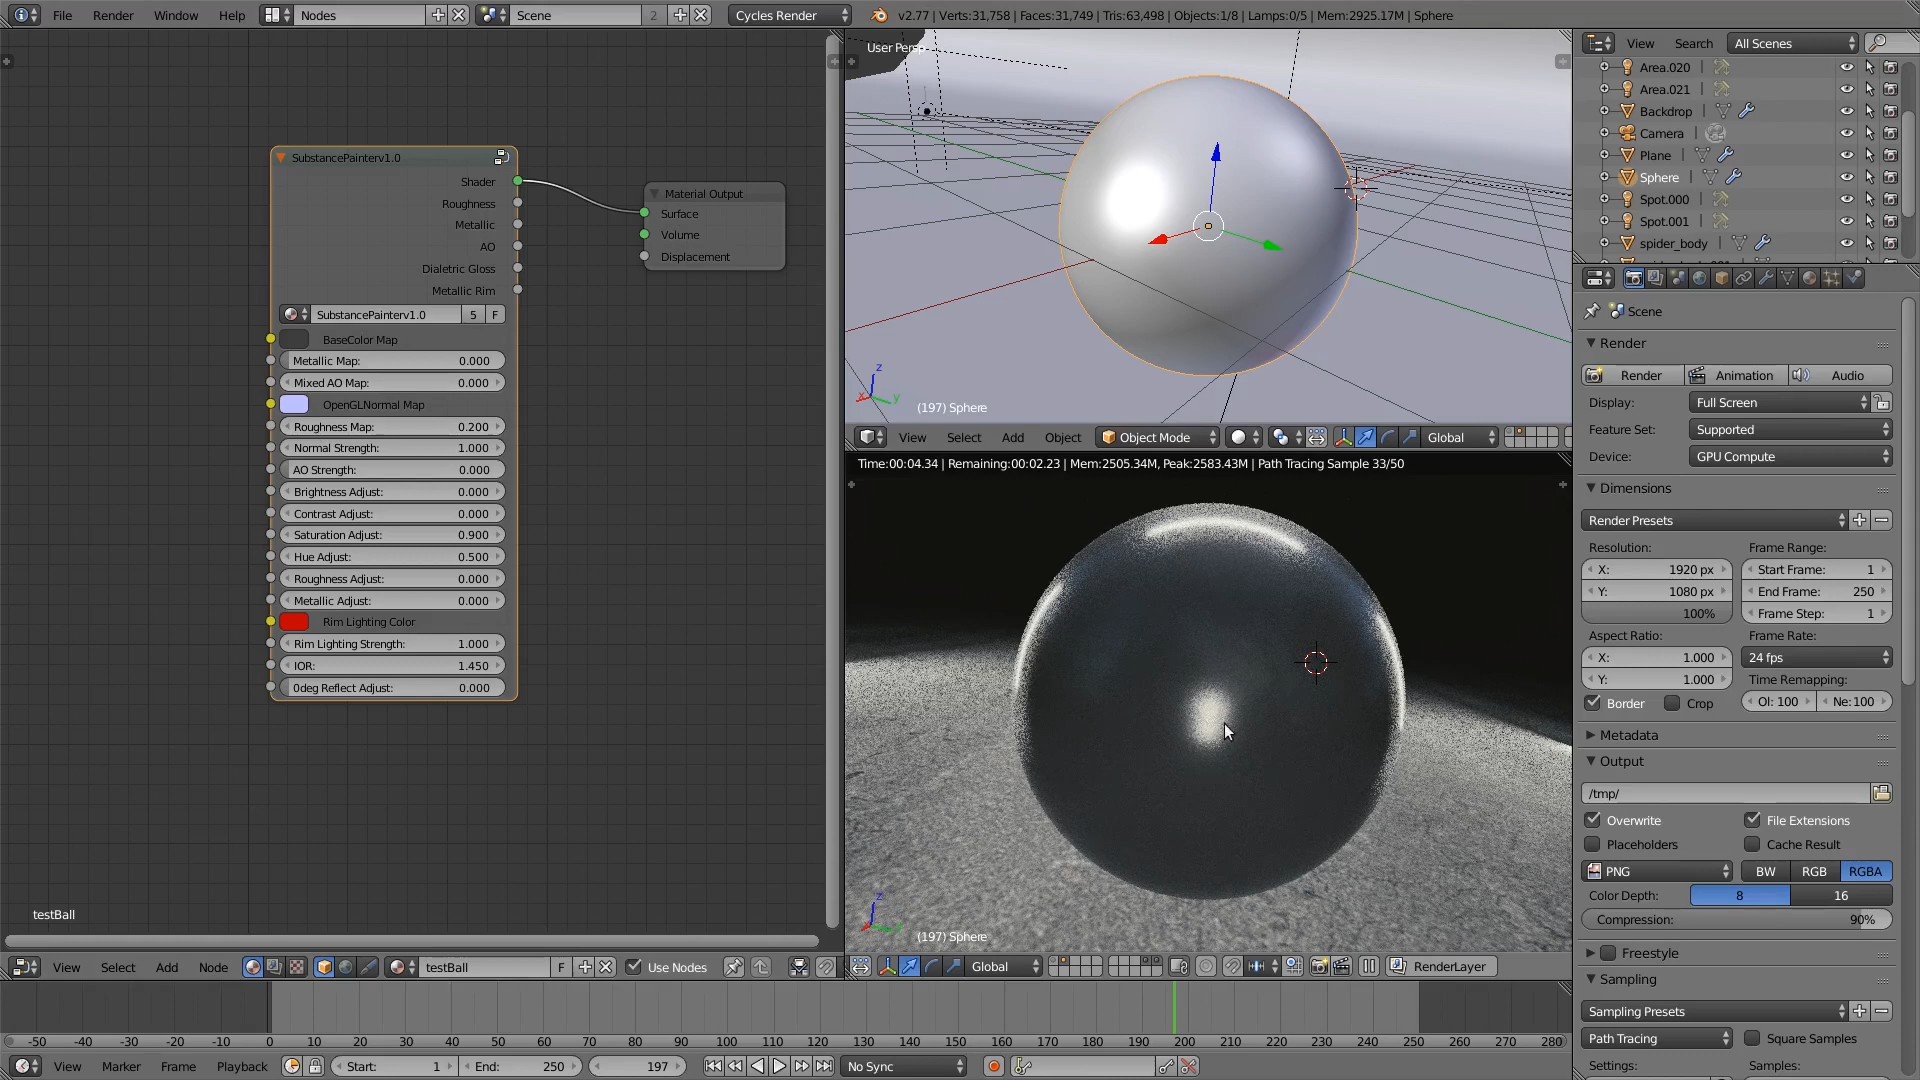 File Render Window Help Nodes Scene 2 Cycles Render v2.77 | Verts:31,758 | Faces:31,749 | Tris:63,498 | Objects:1/8 | Lamps:0/5 | Mem:2925.17M | Sphere
SubstancePainterv1.0
Shader
Roughness
Metallic
AO
Dialetric Gloss
Metallic Rim
SubstancePainterv1.0 5 F
BaseColor Map
Metallic Map: 0.000
Mixed AO Map: 0.000
OpenGLNormal Map
Roughness Map: 0.200
Normal Strength: 1.000
AO Strength: 0.000
Brightness Adjust: 0.000
Contrast Adjust: 0.000
Saturation Adjust: 0.900
Hue Adjust: 0.500
Roughness Adjust: 0.000
Metallic Adjust: 0.000
Rim Lighting Color
Rim Lighting Strength: 1.000
IOR: 1.450
0deg Reflect Adjust: 0.000
Material Output
Surface
Volume
Displacement
testBall
View Select Add Node testBall F Use Nodes
User Persp
z
x y
(197) Sphere
View Select Add Object Object Mode Global
Time:00:04.34 | Remaining:00:02.23 | Mem:2505.34M, Peak:2583.43M | Path Tracing Sample 33/50
z
(197) Sphere
Global RenderLayer
View Search All Scenes
Area.020
Area.021
Backdrop
Camera
Plane
Sphere
Spot.000
Spot.001
spider_body
Scene
Render
Render Animation Audio
Display: Full Screen
Feature Set: Supported
Device: GPU Compute
Dimensions
Render Presets
Resolution: Frame Range:
X: 1920 px Start Frame: 1
Y: 1080 px End Frame: 250
100% Frame Step: 1
Aspect Ratio: Frame Rate:
X: 1.000 24 fps
Y: 1.000 Time Remapping:
Border Crop Ol: 100 Ne:100
Metadata
Output
/tmp/
Overwrite File Extensions
Placeholders Cache Result
PNG BW RGB RGBA
Color Depth: 8 16
Compression: 90%
Freestyle
Sampling
Sampling Presets
Path Tracing Square Samples
Settings: Samples:
-50 -40 -30 -20 -10 0 10 20 30 40 50 60 70 80 90 100 110 120 130 140 150 160 170 180 190 200 210 220 230 240 250 260 270 280
View Marker Frame Playback Start: 1 End: 250 197 No Sync